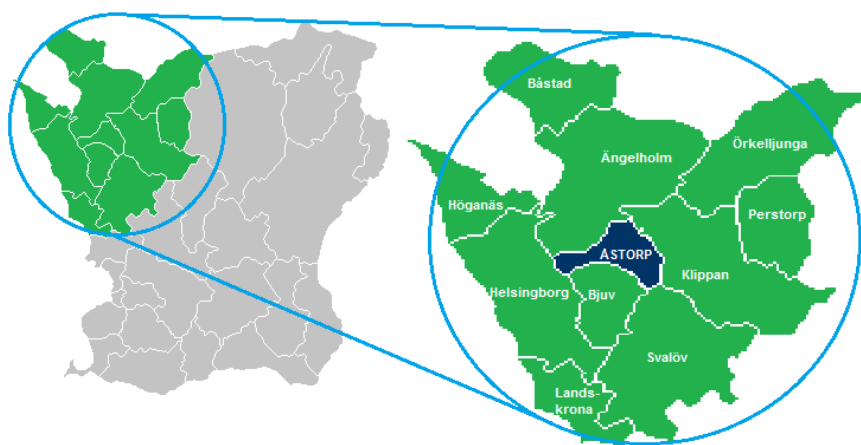 Båstad
Örkelljunga
Ängelholm
Höganäs
Perstorp
ÅSTORP
Klippan
Helsingborg
Bjuv
Svalöv
Lands-
krona